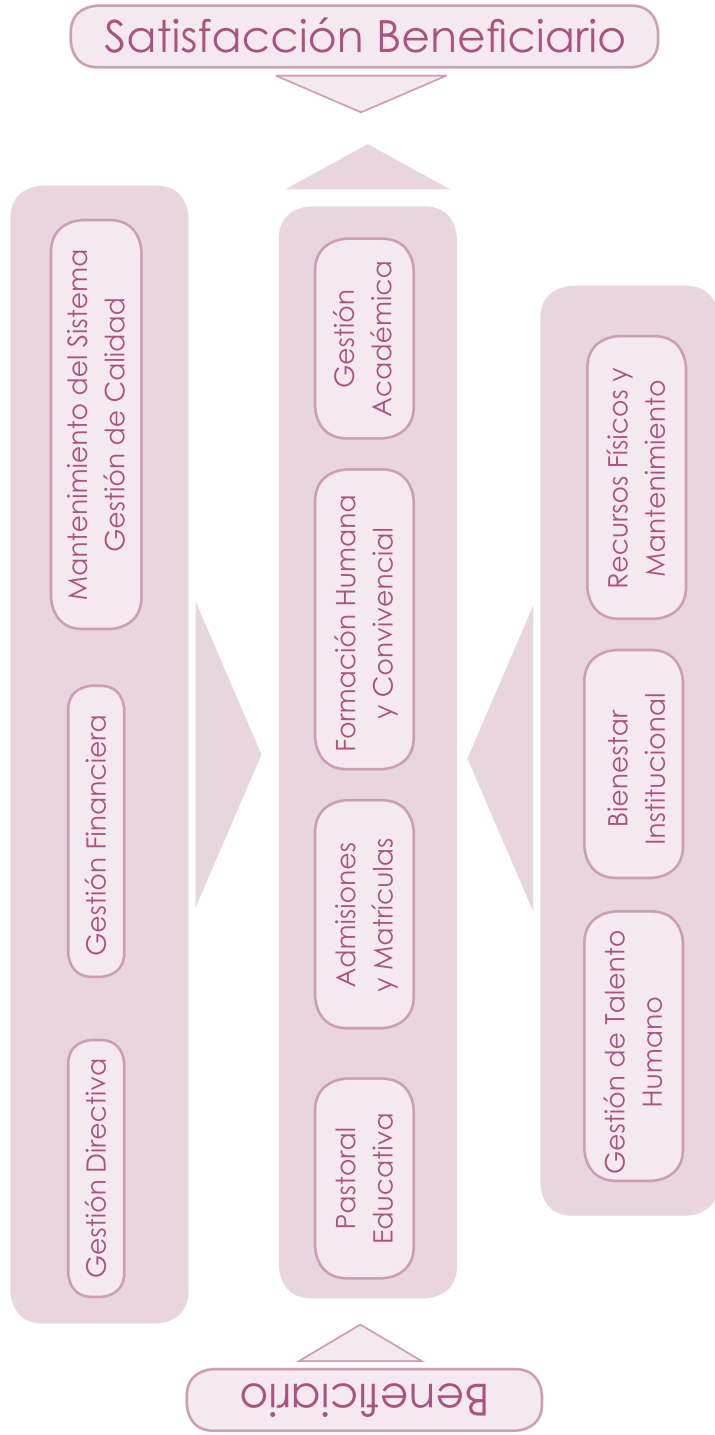 Satisfacción Beneficiario
Gestión Directiva
Gestión Financiera
Mantenimiento del Sistema
Gestión de Calidad
Pastoral
Educativa
Admisiones
y Matrículas
Formación Humana
y Convivencial
Gestión
Académica
Gestión de Talento
Humano
Bienestar
Institucional
Recursos Físicos y
Mantenimiento
Beneficiario